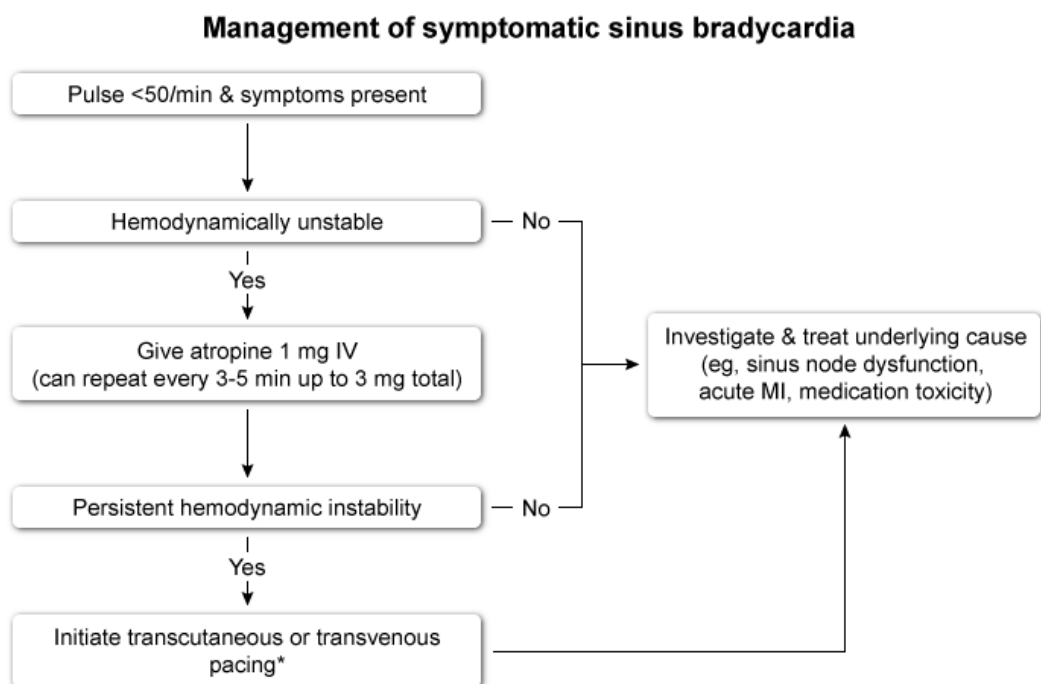 Management of symptomatic sinus bradycardia
Pulse <50/min & symptoms present
Hemodynamically unstable
No
Yes
Give atropine 1 mg IV
(can repeat every 3-5 min up to 3 mg total)
Investigate & treat underlying cause
(eg, sinus node dysfunction,
acute MI, medication toxicity)
Persistent hemodynamic instability
No
Yes
Initiate transcutaneous or transvenous
pacing*